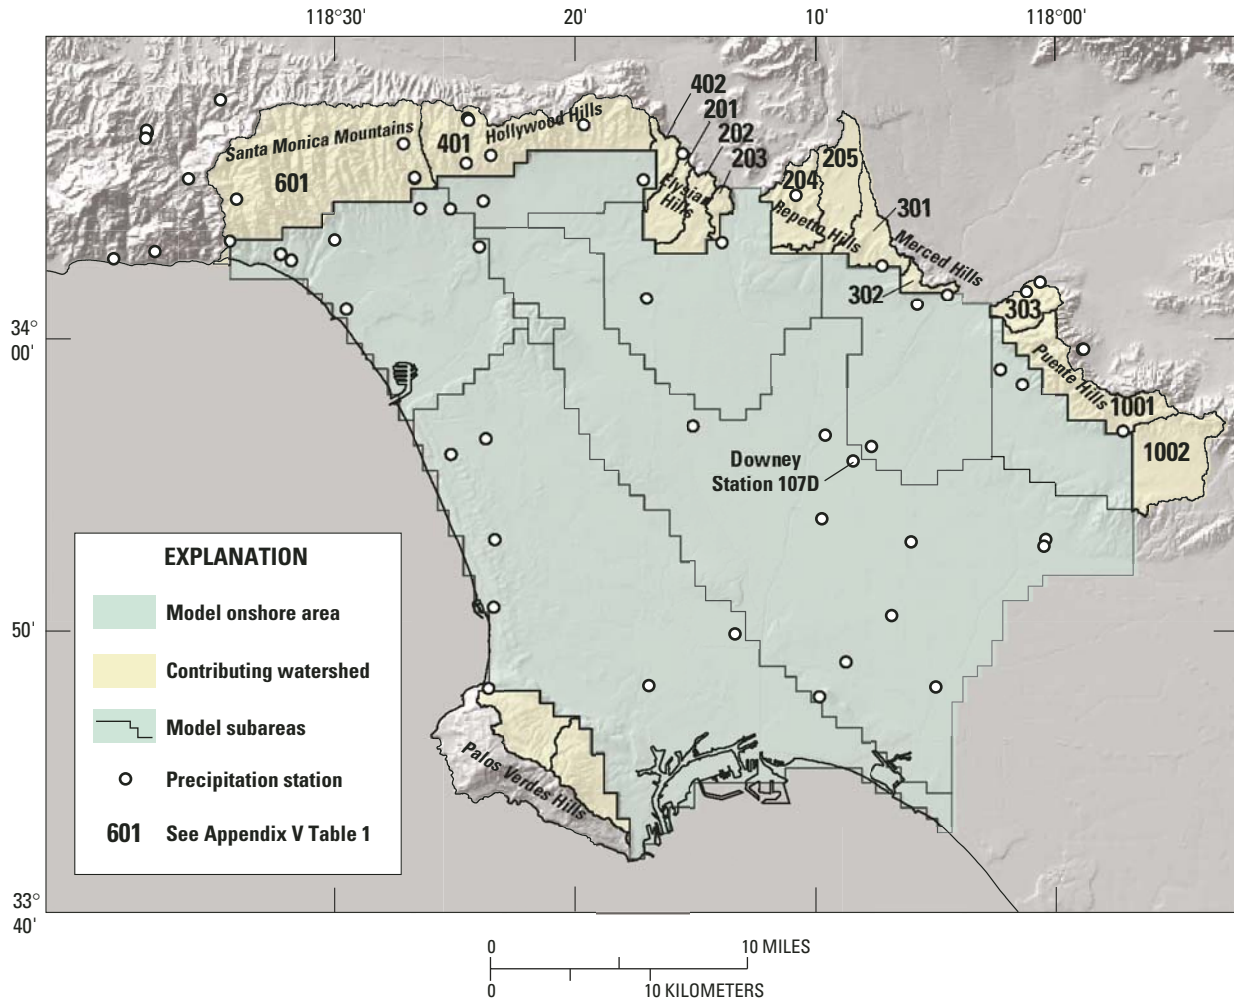 118°30'
20'
10'
118°00'
402
201
202
203
Hollywood Hills
401
Santa Monica Mountains
601
Elysian
Hills
205
204
Repetto Hills
301
Merced Hills
302
303
34°
00'
Puente Hills
1001
1002
Downey
Station 107D
EXPLANATION
Model onshore area
Contributing watershed
Model subareas
Precipitation station
601 See Appendix V Table 1
50'
Palos Verdes Hills
33°
40'
0 10 MILES
0 10 KILOMETERS